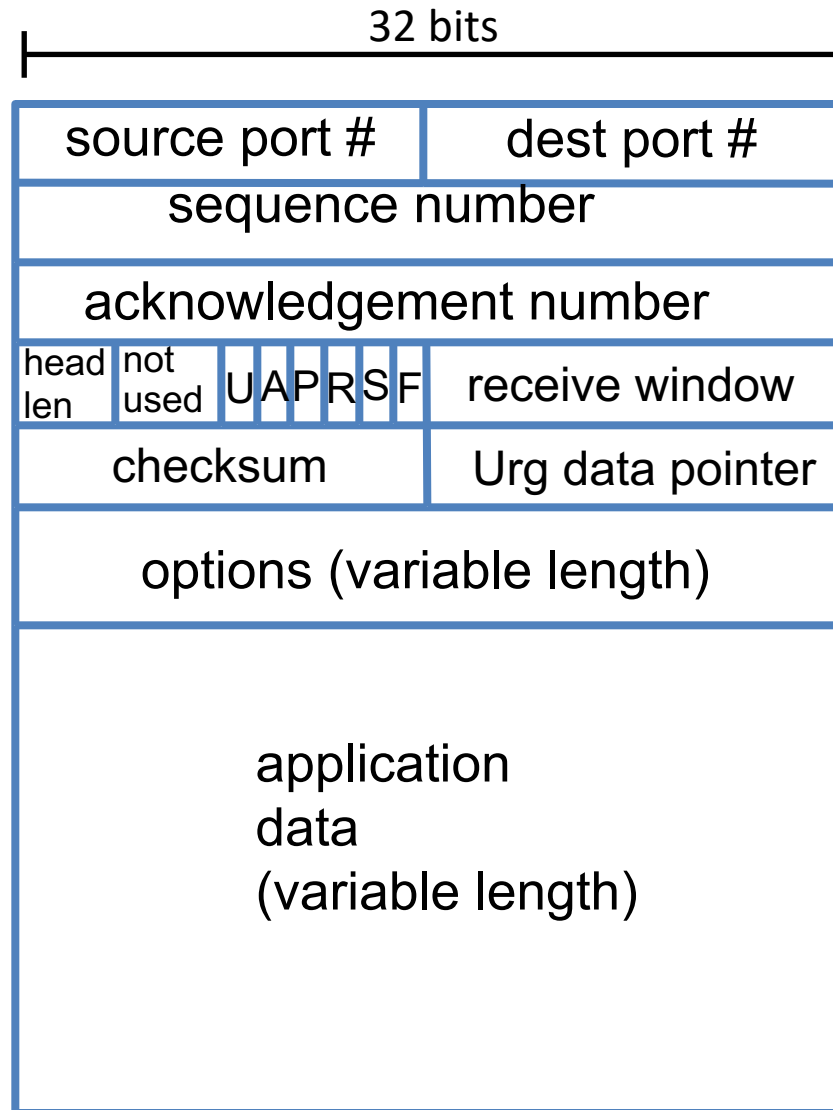 32 bits
source port # dest port #
sequence number
acknowledgement number
head not U A P R S F receive window
len used
checksum Urg data pointer
options (variable length)
application
data
(variable length)